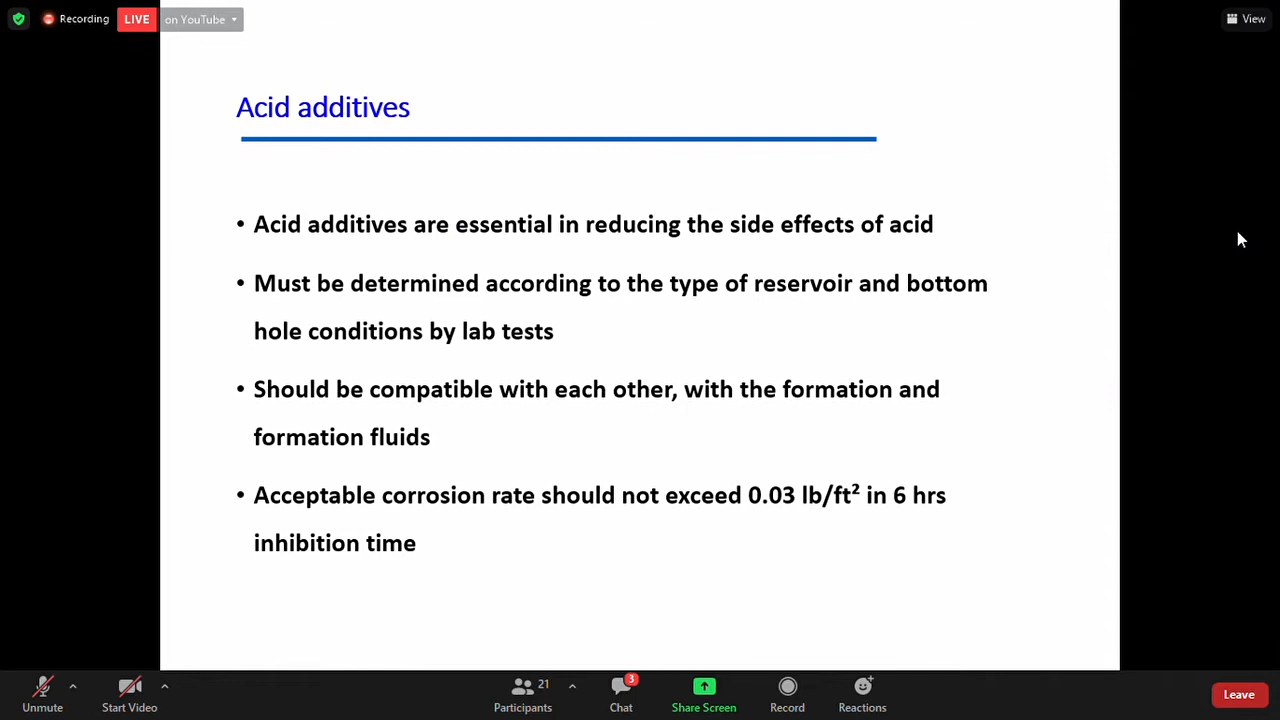 Recording
LIVE
on YouTube
View
Acid additives
• Acid additives are essential in reducing the side effects of acid
• Must be determined according to the type of reservoir and bottom
hole conditions by lab tests
• Should be compatible with each other, with the formation and
formation fluids
• Acceptable corrosion rate should not exceed 0.03 lb/ft² in 6 hrs
inhibition time
Unmute
Start Video
21
Participants
3
Chat
Share Screen
Record
Reactions
Leave